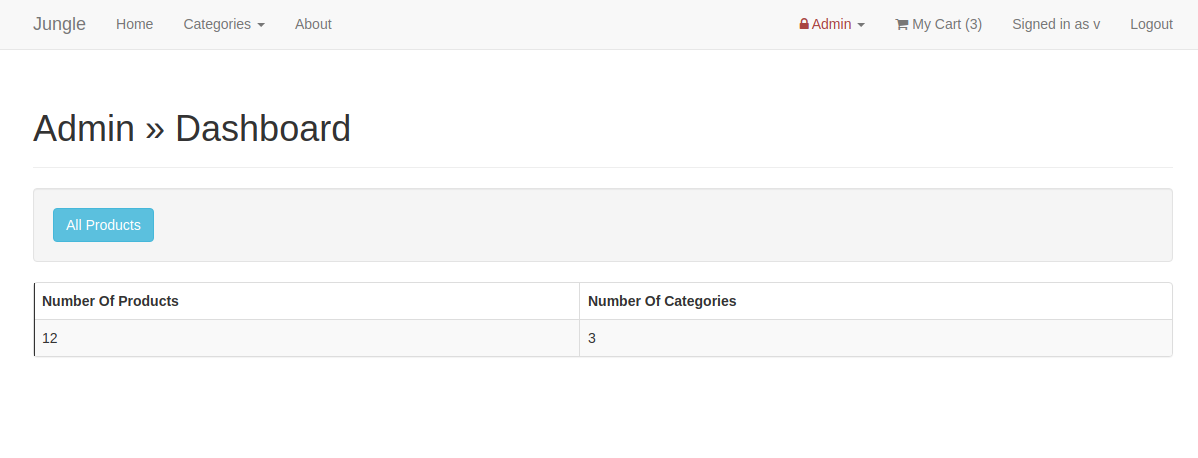 Jungle Home Categories About Admin My Cart (3) Signed in as v Logout
Admin » Dashboard
All Products
Number Of Products Number Of Categories
12 3